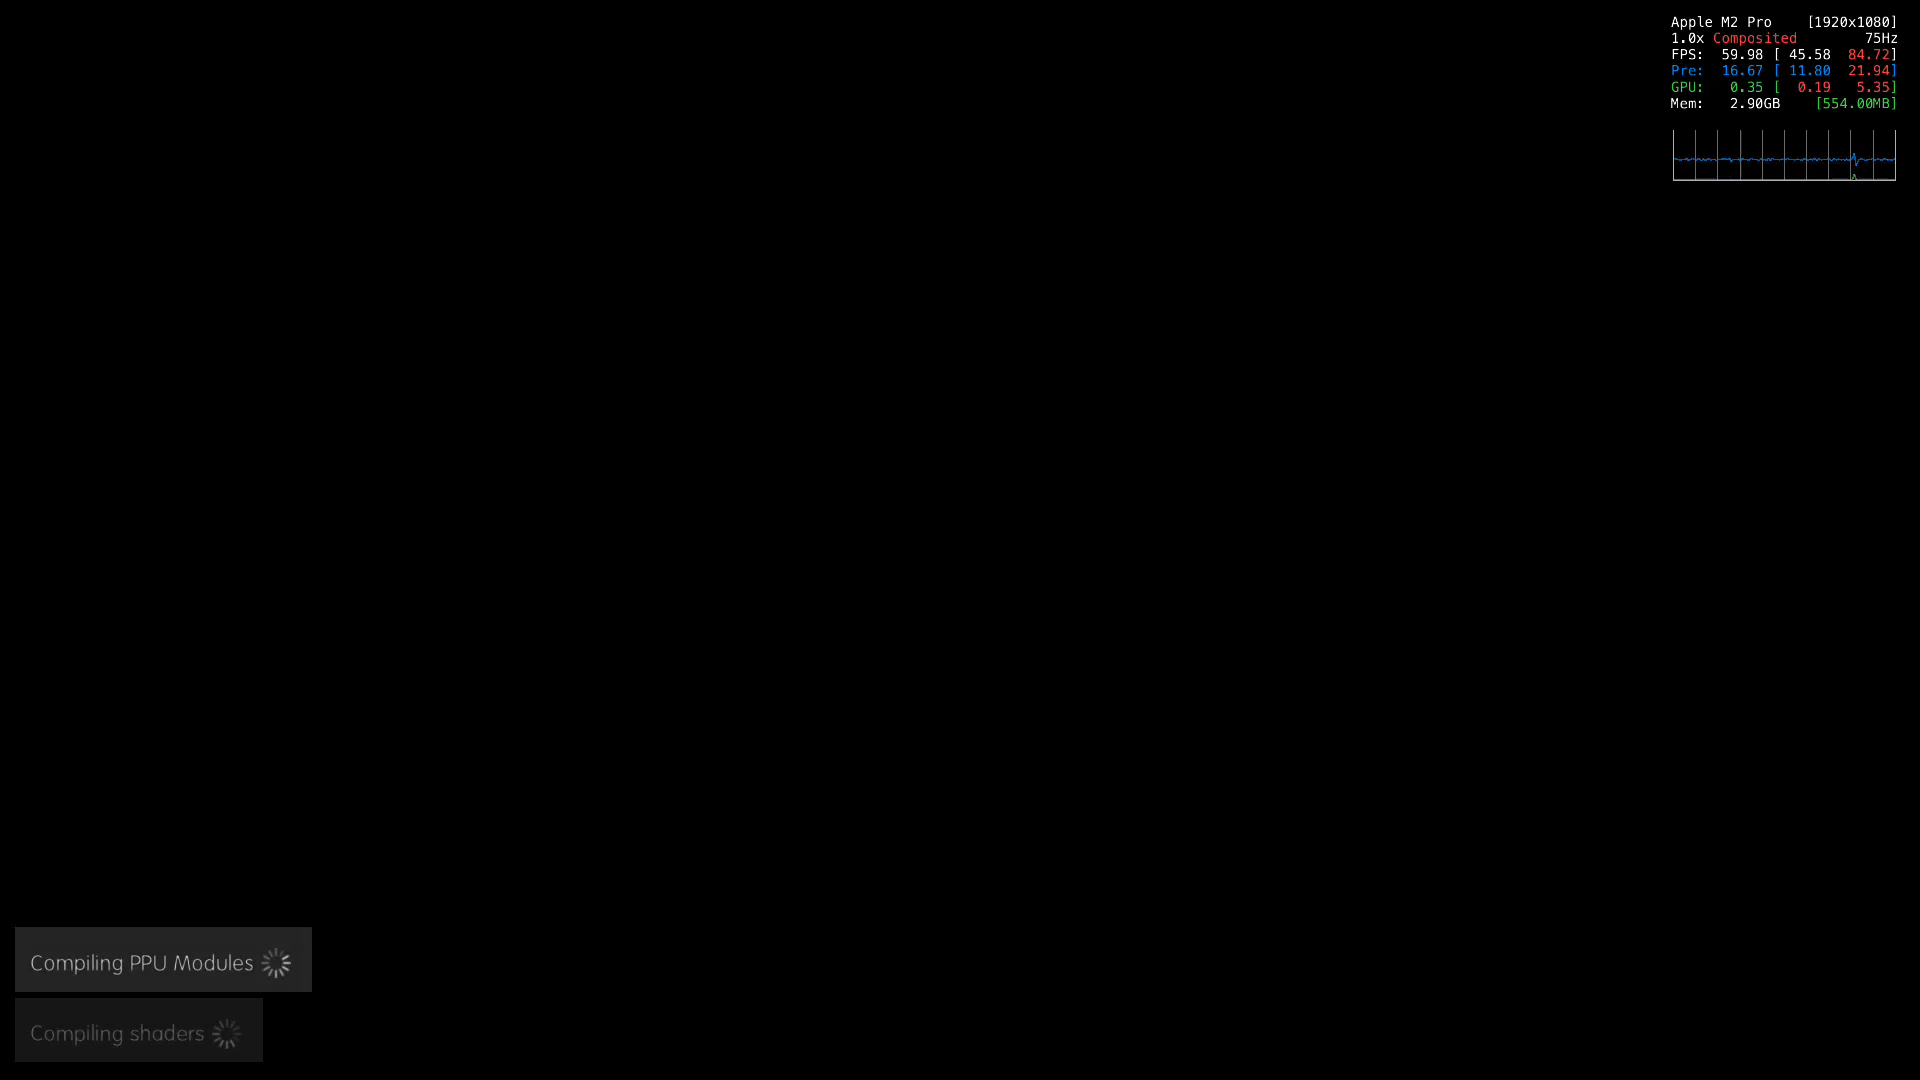 Apple M2 Pro [1920x1080]
1.0x Composited 75Hz
FPS: 59.98 [ 45.58 84.72]
Pre: 16.67 [ 11.80 21.94]
GPU: 0.35 [ 0.19 5.35]
Mem: 2.90GB [554.00MB]
Compiling PPU Modules
Compiling shaders